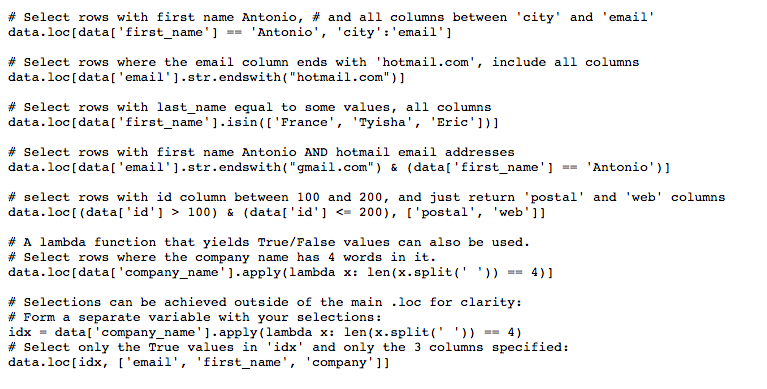 # Select rows with first name Antonio, # and all columns between 'city' and 'email'
data.loc[data['first_name'] == 'Antonio', 'city':'email']
# Select rows where the email column ends with 'hotmail.com', include all columns
data.loc[data['email'].str.endswith("hotmail.com")]
# Select rows with last_name equal to some values, all columns
data.loc[data['first_name'].isin(['France', 'Tyisha', 'Eric'])]
# Select rows with first name Antonio AND hotmail email addresses
data.loc[data['email'].str.endswith("gmail.com") & (data['first_name'] == 'Antonio')]
# select rows with id column between 100 and 200, and just return 'postal' and 'web' columns
data.loc[(data['id'] > 100) & (data['id'] <= 200), ['postal', 'web']]
# A lambda function that yields True/False values can also be used.
# Select rows where the company name has 4 words in it.
data.loc[data['company_name'].apply(lambda x: len(x.split(' ')) == 4)]
# Selections can be achieved outside of the main .loc for clarity:
# Form a separate variable with your selections:
idx = data['company_name'].apply(lambda x: len(x.split(' ')) == 4)
# Select only the True values in 'idx' and only the 3 columns specified:
data.loc[idx, ['email', 'first_name', 'company']]